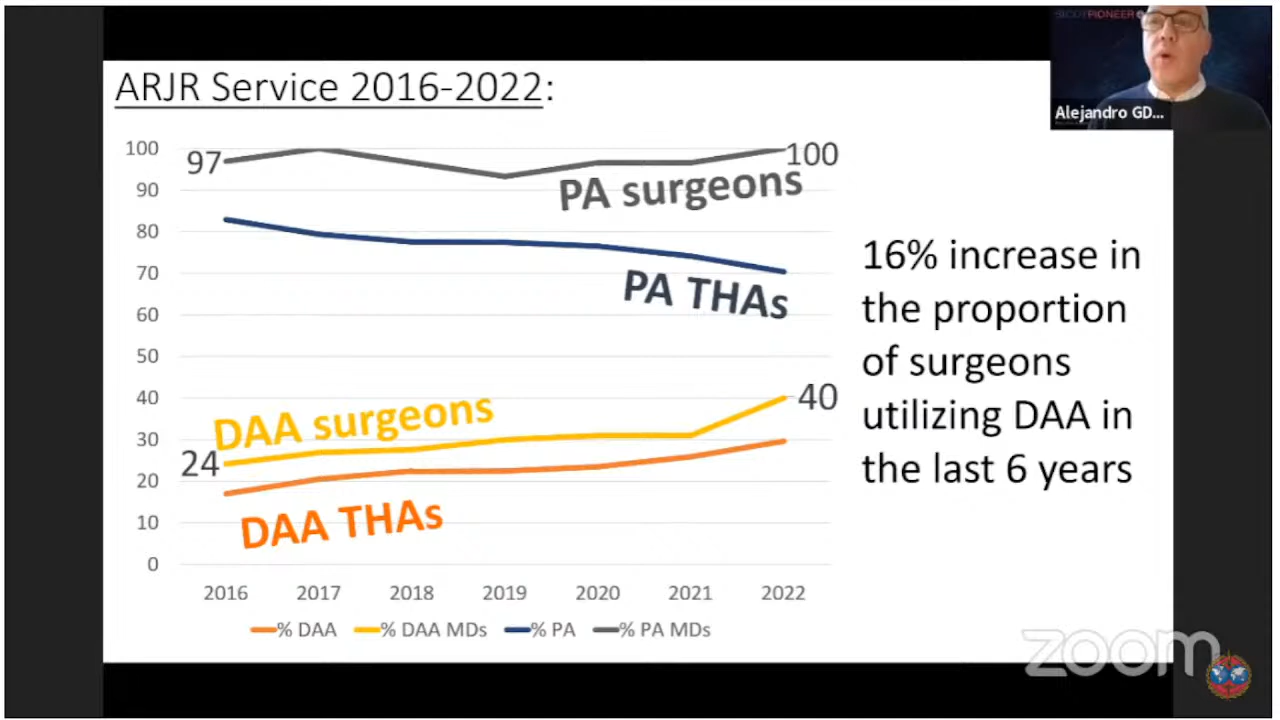 ARJR Service 2016-2022:
BODYPIONEER
Alejandro GD...
100
90
80
70
60
50
40
30
20
10
0
97
100
PA surgeons
PA THAs
DAA surgeons
40
24
DAA THAs
2016 2017 2018 2019 2020 2021 2022
% DAA % DAA MDs % PA % PA MDs
16% increase in
the proportion
of surgeons
utilizing DAA in
the last 6 years
zoom